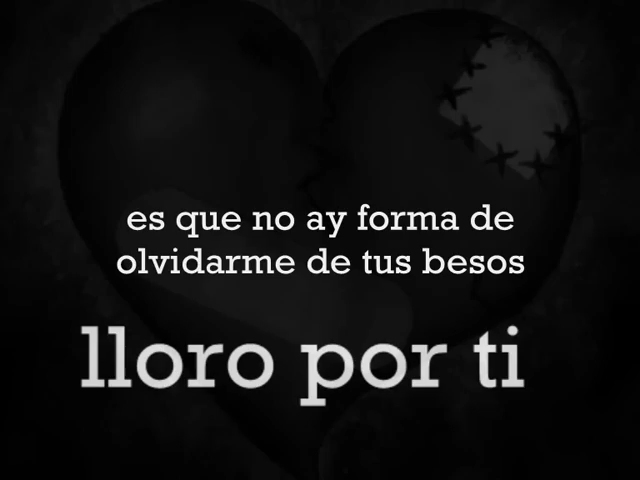 es que no ay forma de
olvidarme de tus besos
lloro por ti